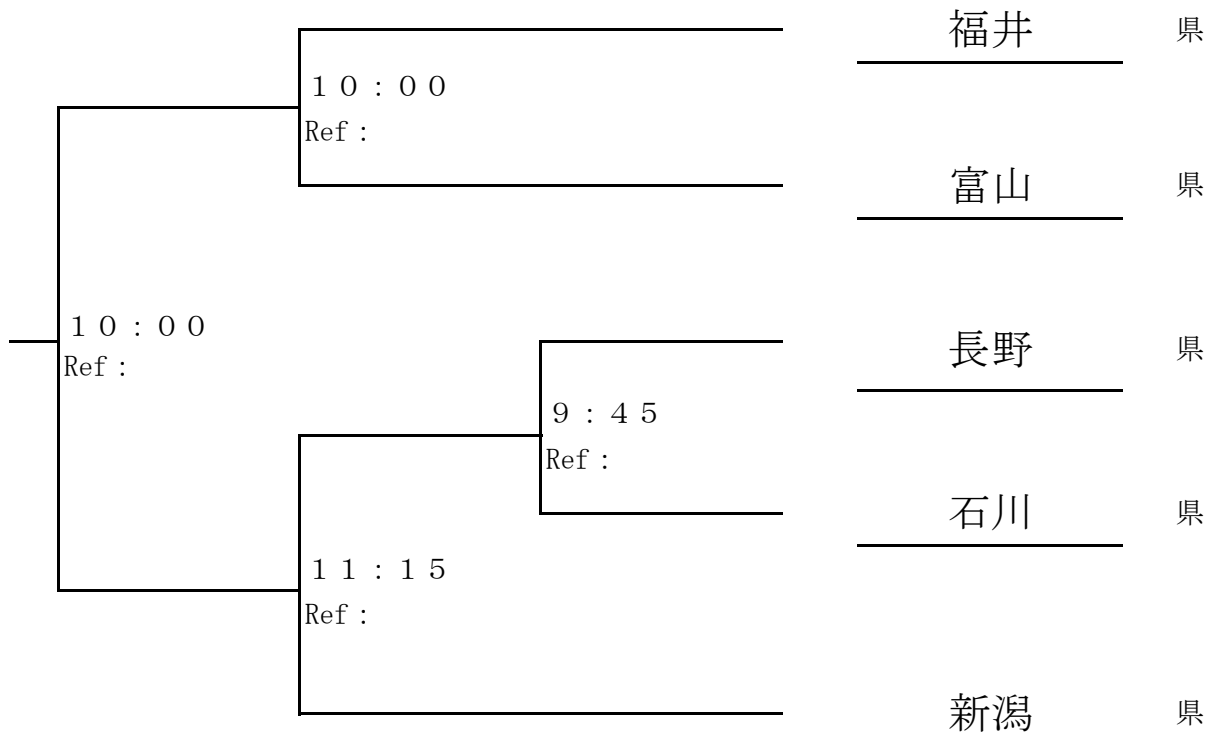 福井 県
１０：００
Ref：
富山 県
１０：００
Ref：
長野 県
９：４５
Ref：
石川 県
１１：１５
Ref：
新潟 県